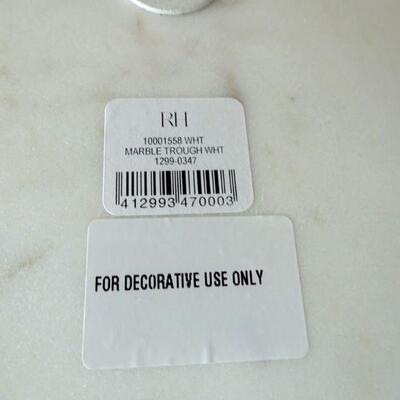 RH
10001558 WHT
MARBLE TROUGH WHT
1299-0347
412993 470003
FOR DECORATIVE USE ONLY